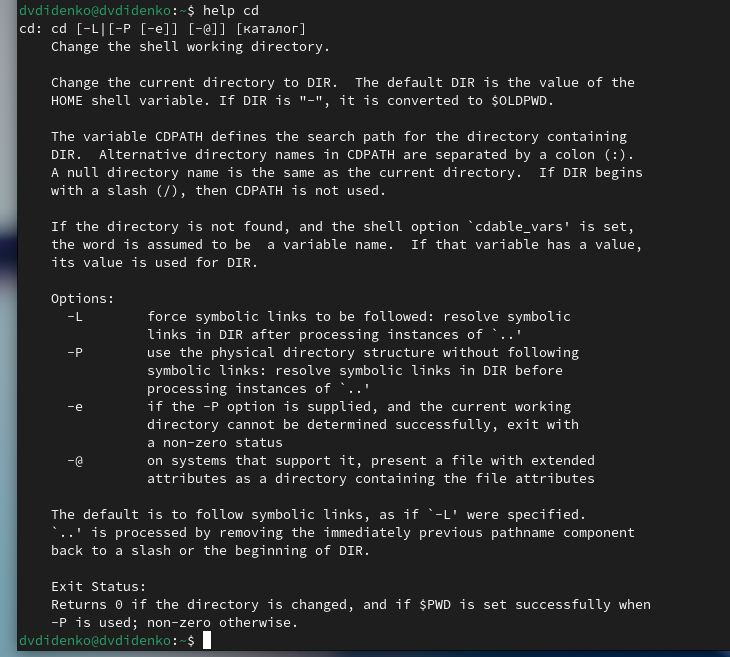 dvdidenko@dvdidenko:~$ help cd
cd: cd [-L|[-P [-e]] [-@]] [каталог]
    Change the shell working directory.

    Change the current directory to DIR.  The default DIR is the value of the
    HOME shell variable. If DIR is "-", it is converted to $OLDPWD.

    The variable CDPATH defines the search path for the directory containing
    DIR.  Alternative directory names in CDPATH are separated by a colon (:).
    A null directory name is the same as the current directory.  If DIR begins
    with a slash (/), then CDPATH is not used.

    If the directory is not found, and the shell option `cdable_vars' is set,
    the word is assumed to be  a variable name.  If that variable has a value,
    its value is used for DIR.

    Options:
      -L        force symbolic links to be followed: resolve symbolic
                links in DIR after processing instances of `..'
      -P        use the physical directory structure without following
                symbolic links: resolve symbolic links in DIR before
                processing instances of `..'
      -e        if the -P option is supplied, and the current working
                directory cannot be determined successfully, exit with
                a non-zero status
      -@        on systems that support it, present a file with extended
                attributes as a directory containing the file attributes

    The default is to follow symbolic links, as if `-L' were specified.
    `..' is processed by removing the immediately previous pathname component
    back to a slash or the beginning of DIR.

    Exit Status:
    Returns 0 if the directory is changed, and if $PWD is set successfully when
    -P is used; non-zero otherwise.
dvdidenko@dvdidenko:~$